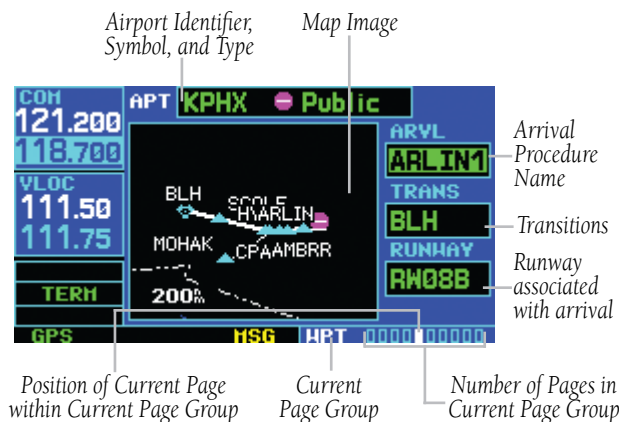 Airport Identifier,
Symbol, and Type
Map Image
COM
121.200
118.700
VLOC
111.50
111.75
TERM
GPS
APT KPHX Public
BLH
MOHAK
200
ARVL
ARLIN1
TRANS
BLH
RUNWAY
RW08B
MSG
WPT
Arrival
Procedure
Name
Transitions
Runway
associated
with arrival
Position of Current Page
within Current Page Group
Current
Page Group
Number of Pages in
Current Page Group